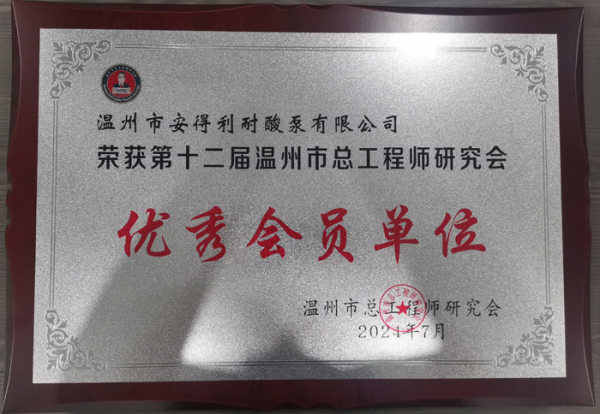 温州市安得利耐酸泵有限公司
荣获第十二届温州市总工程师研究会
优秀会员单位
温州市总工程师研究会
2024年7月